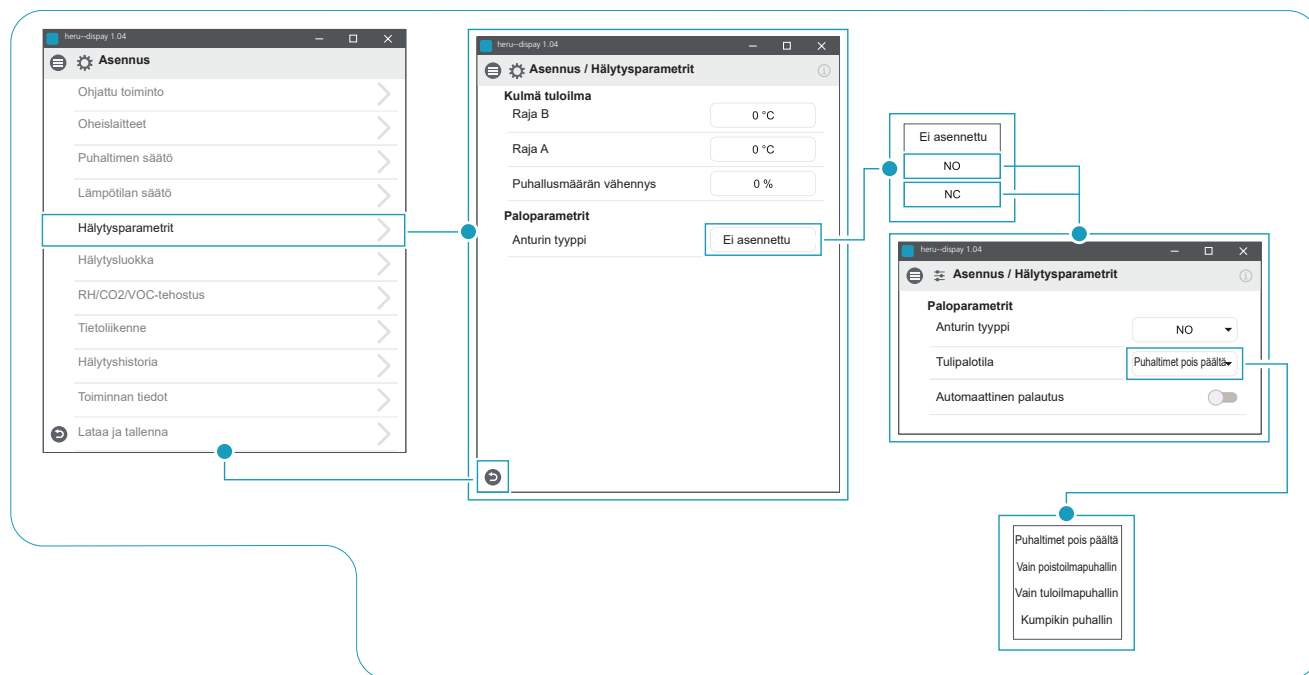 heru--dispay 1.04
Asennus
Ohjattu toiminto
Oheislaitteet
Puhaltimen säätö
Lämpötilan säätö
Hälytysparametrit
Hälytysluokka
RH/CO2/VOC-tehostus
Tietoliikenne
Hälytyshistoria
Toiminnan tiedot
Lataa ja tallenna
heru--dispay 1.04
Asennus / Hälytysparametrit
Kulmä tuloilma
Raja B 0 °C
Raja A 0 °C
Puhallusmäärän vähennys 0 %
Paloparametrit
Anturin tyyppi Ei asennettu
Ei asennettu
NO
NC
heru--dispay 1.04
Asennus / Hälytysparametrit
Paloparametrit
Anturin tyyppi NO
Tulipalotila Puhaltimet pois päältä
Automaattinen palautus
Puhaltimet pois päältä
Vain poistoilmapuhallin
Vain tuloilmapuhallin
Kumpikin puhallin